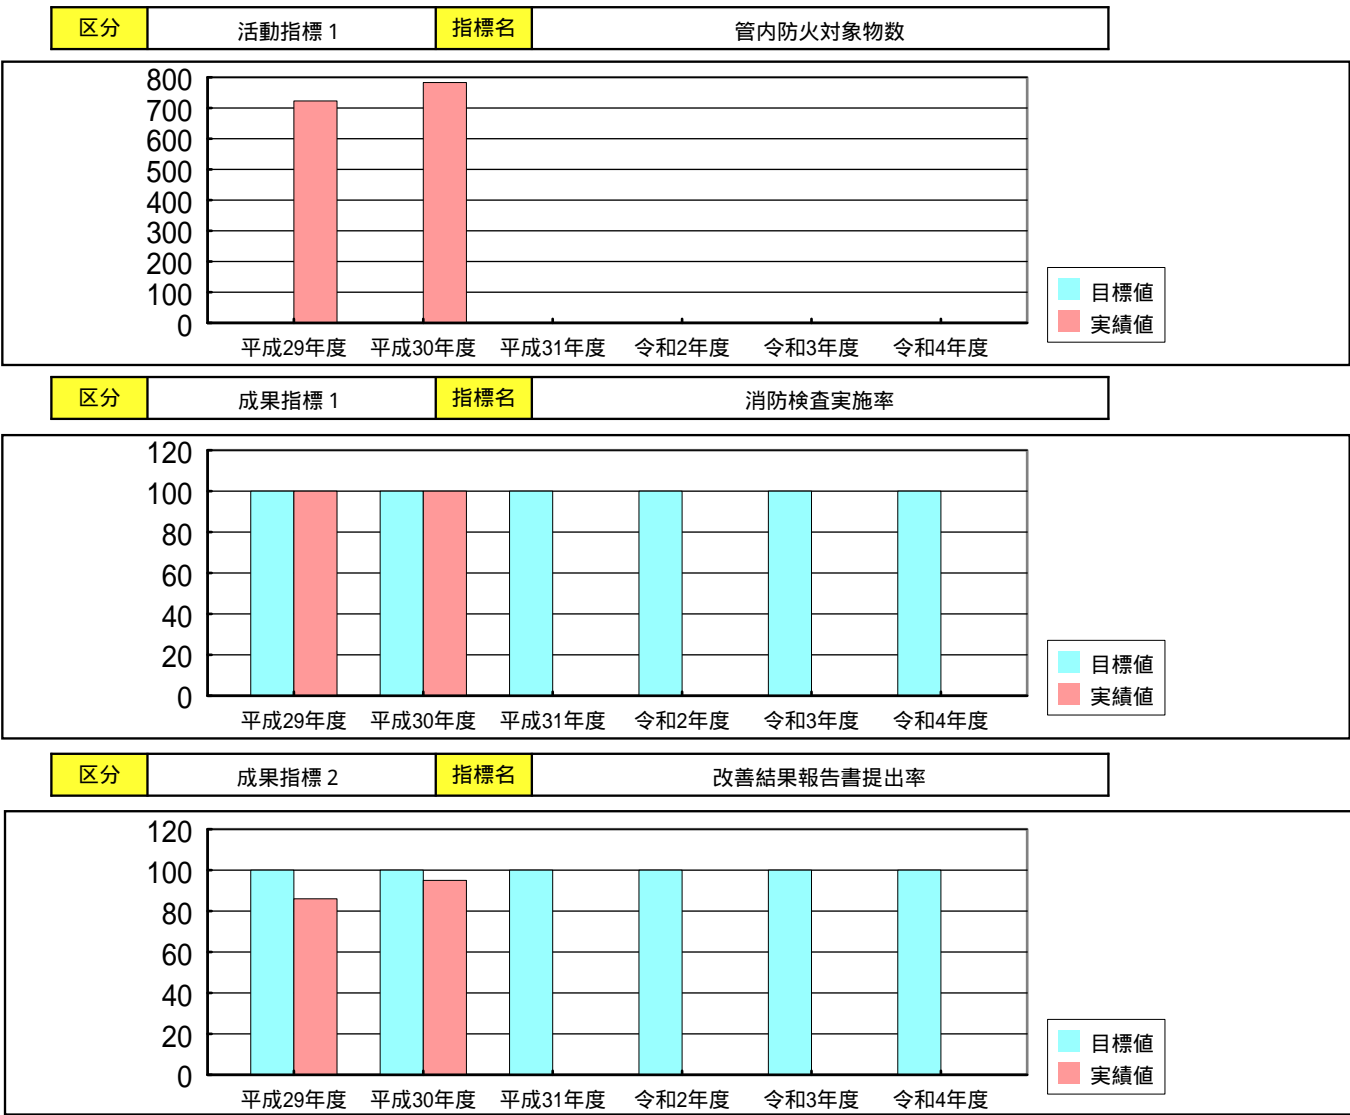 区分 活動指標1 指標名 管内防火対象物数
800
700
600
500
400
300
200
100
0
平成29年度 平成30年度 平成31年度 令和2年度 令和3年度 令和4年度
目標値
実績値
区分 成果指標1 指標名 消防検査実施率
120
100
80
60
40
20
0
平成29年度 平成30年度 平成31年度 令和2年度 令和3年度 令和4年度
目標値
実績値
区分 成果指標2 指標名 改善結果報告書提出率
120
100
80
60
40
20
0
平成29年度 平成30年度 平成31年度 令和2年度 令和3年度 令和4年度
目標値
実績値